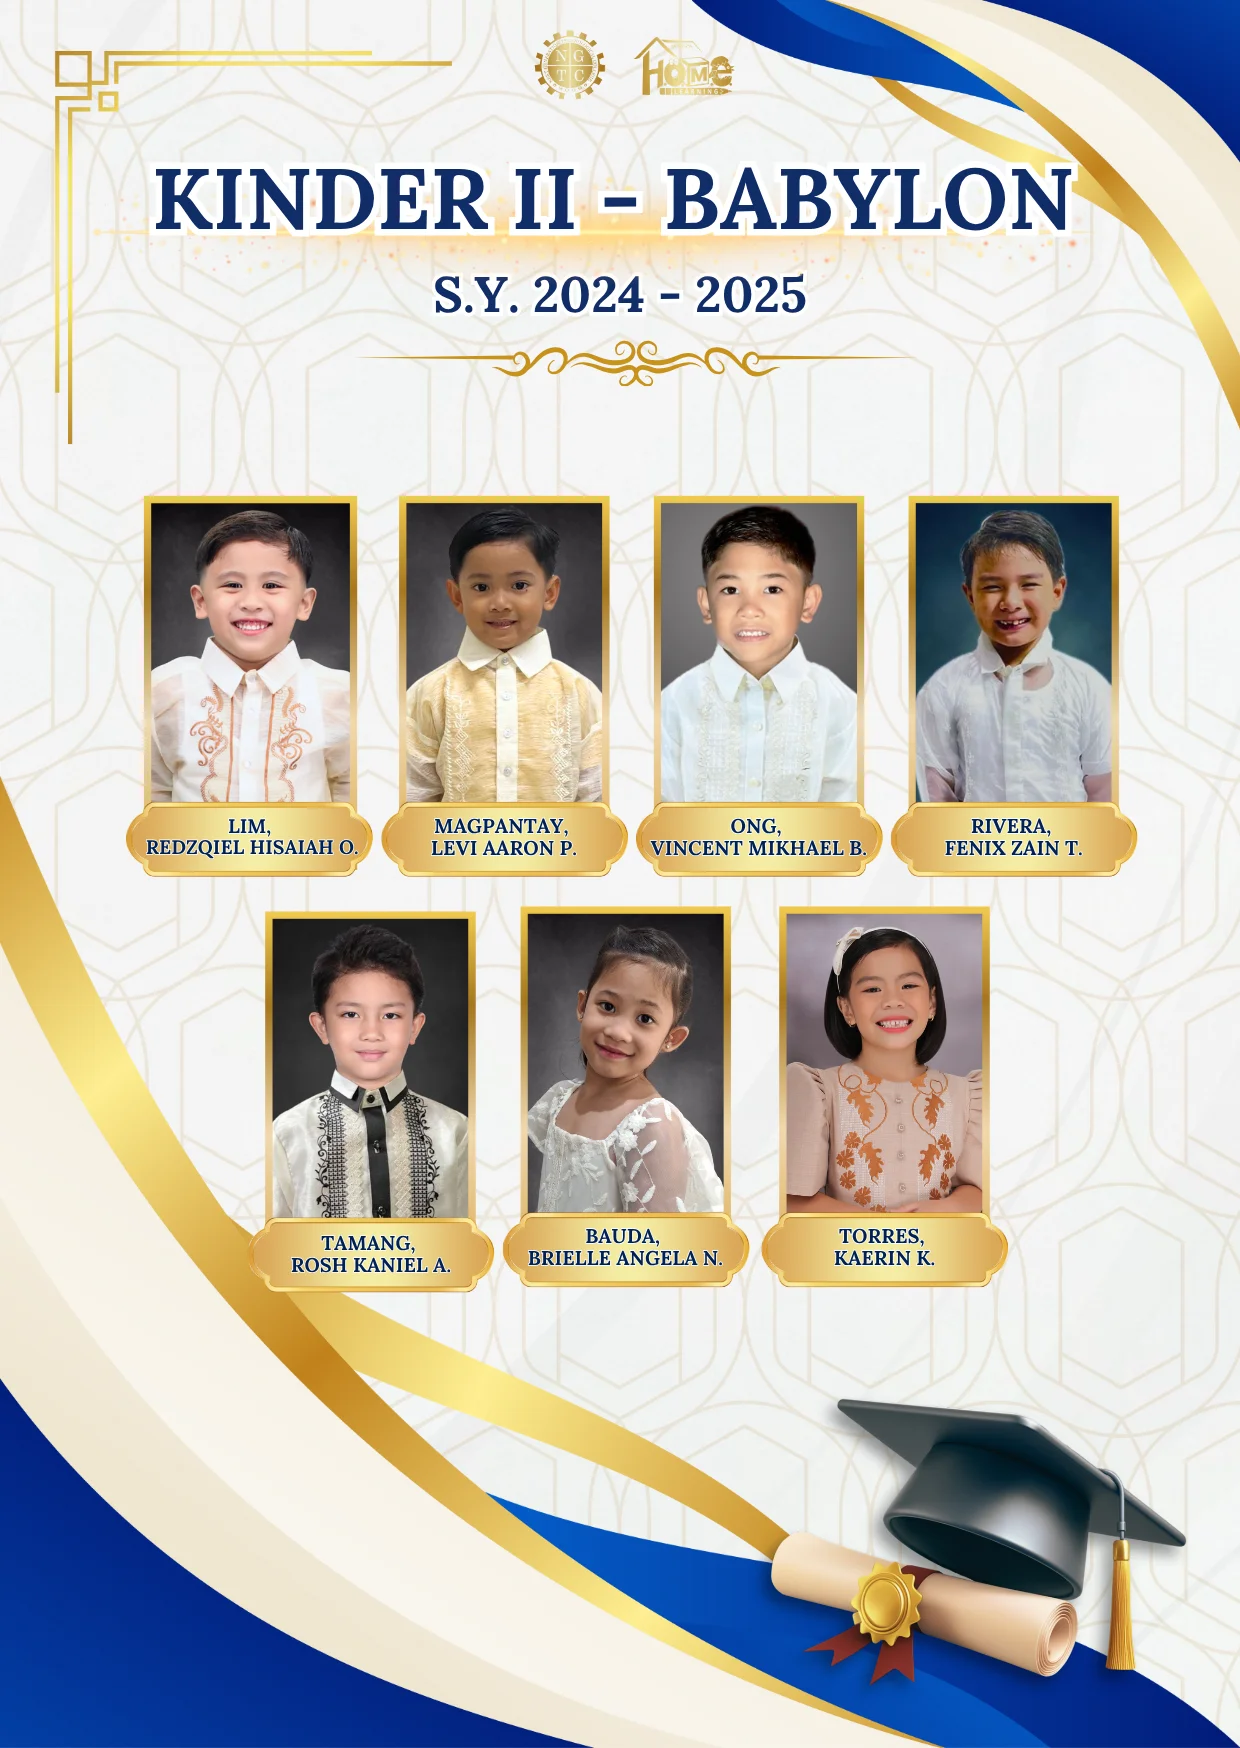 N G
T C
HOME
LEARNING
KINDER II – BABYLON
S.Y. 2024 – 2025
LIM,
REDZQIEL HISAIAH O.
MAGPANTAY,
LEVI AARON P.
ONG,
VINCENT MIKHAEL B.
RIVERA,
FENIX ZAIN T.
TAMANG,
ROSH KANIEL A.
BAUDA,
BRIELLE ANGELA N.
TORRES,
KAERIN K.